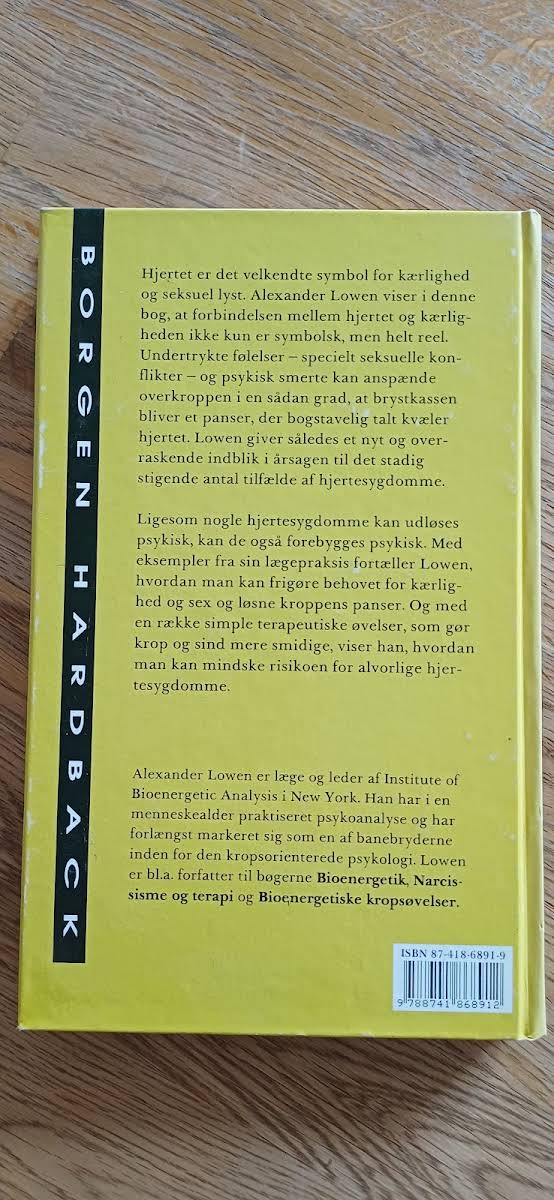 BORGEN HARDBACK
Hjertet er det velkendte symbol for kærlighed
og seksuel lyst. Alexander Lowen viser i denne
bog, at forbindelsen mellem hjertet og kærlig-
heden ikke kun er symbolsk, men helt reel.
Undertrykte følelser – specielt seksuelle kon-
flikter – og psykisk smerte kan anspænde
overkroppen i en sådan grad, at brystkassen
bliver et panser, der bogstavelig talt kvæler
hjertet. Lowen giver således et nyt og over-
raskende indblik i årsagen til det stadig
stigende antal tilfælde af hjertesygdomme.
Ligesom nogle hjertesygdomme kan udløses
psykisk, kan de også forebygges psykisk. Med
eksempler fra sin lægepraksis fortæller Lowen,
hvordan man kan frigøre behovet for kærlig-
hed og sex og løsne kroppens panser. Og med
en række simple terapeutiske øvelser, som gør
krop og sind mere smidige, viser han, hvordan
man kan mindske risikoen for alvorlige hjer-
tesygdomme.
Alexander Lowen er læge og leder af Institute of
Bioenergetic Analysis i New York. Han har i en
menneskealder praktiseret psykoanalyse og har
forlængst markeret sig som en af banebryderne
inden for den kropsorienterede psykologi. Lowen
er bl.a. forfatter til bøgerne Bioenergetik, Narcis-
sisme og terapi og Bioenergetiske kropsøvelser.
ISBN 87-418-6891-9
9 788741 868912